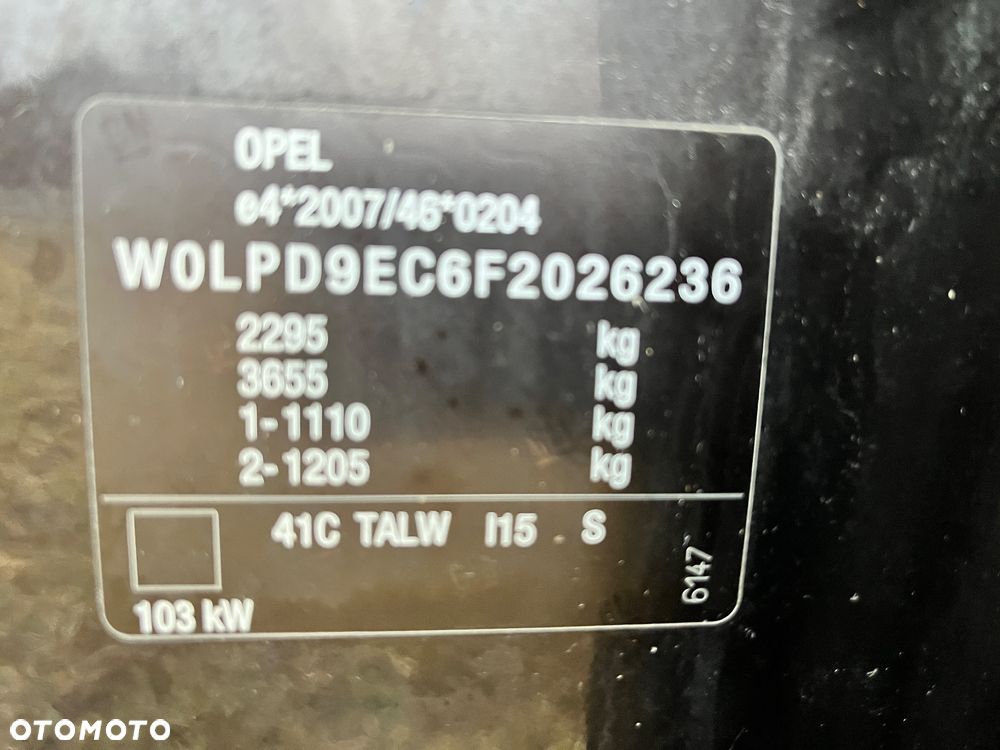 OPEL
e4*2007/46*0204
W0LPD9EC6F2026236
2295 kg
3655 kg
1-1110 kg
2-1205 kg
41C TALW I15 S
6147
103 kW
OTOMOTO